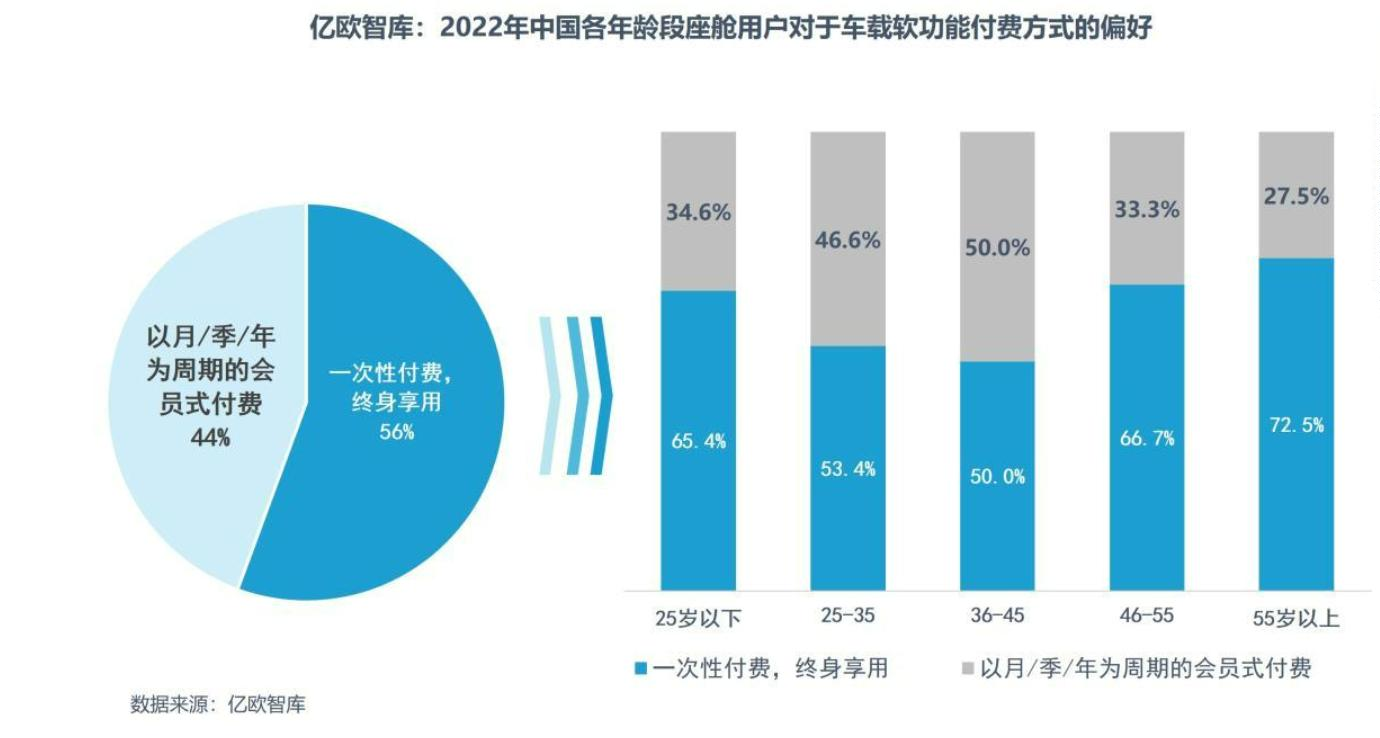 亿欧智库：2022年中国各年龄段座舱用户对于车载软功能付费方式的偏好
以月/季/年
为周期的会
员式付费
44%
一次性付费，
终身享用
56%
34.6%
46.6%
50.0%
33.3%
27.5%
65.4%
53.4%
50.0%
66.7%
72.5%
25岁以下
25-35
36-45
46-55
55岁以上
一次性付费，终身享用
以月/季/年为周期的会员式付费
数据来源：亿欧智库